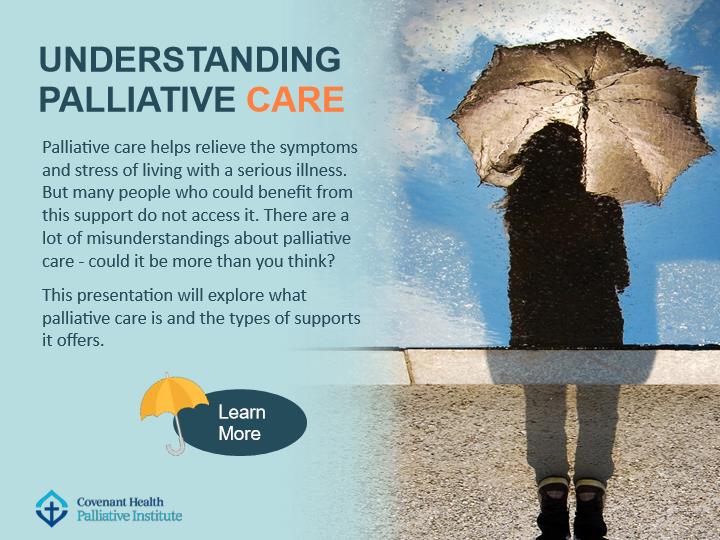 UNDERSTANDING
PALLIATIVE CARE
Palliative care helps relieve the symptoms
and stress of living with a serious illness.
But many people who could benefit from
this support do not access it. There are a
lot of misunderstandings about palliative
care - could it be more than you think?
This presentation will explore what
palliative care is and the types of supports
it offers.
Learn
More
Covenant Health
Palliative Institute